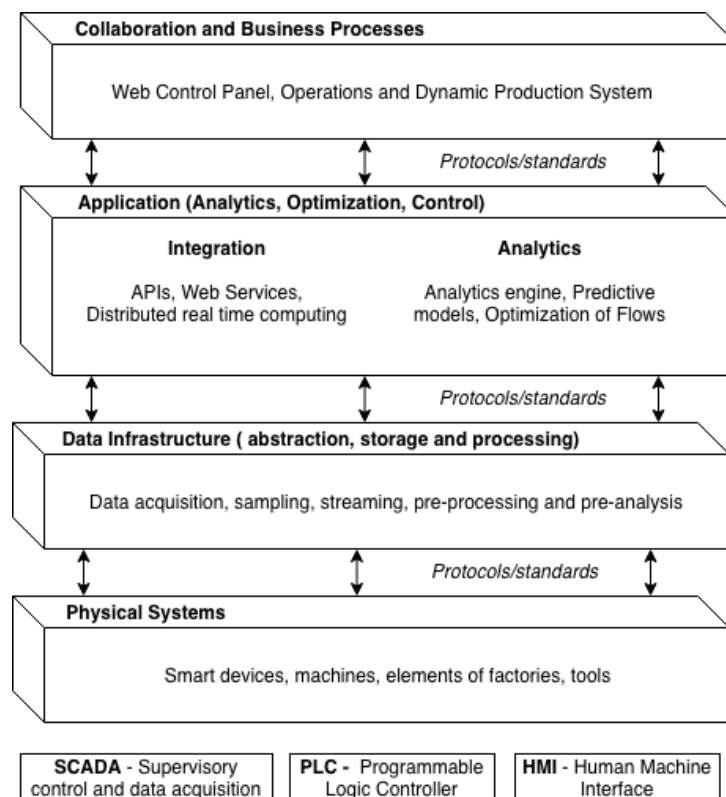 Collaboration and Business Processes
Web Control Panel, Operations and Dynamic Production System
Protocols/standards
Application (Analytics, Optimization, Control)
Integration
Analytics
APIs, Web Services,
Distributed real time computing
Analytics engine, Predictive
models, Optimization of Flows
Protocols/standards
Data Infrastructure ( abstraction, storage and processing)
Data acquisition, sampling, streaming, pre-processing and pre-analysis
Protocols/standards
Physical Systems
Smart devices, machines, elements of factories, tools
SCADA - Supervisory
control and data acquisition
PLC - Programmable
Logic Controller
HMI - Human Machine
Interface